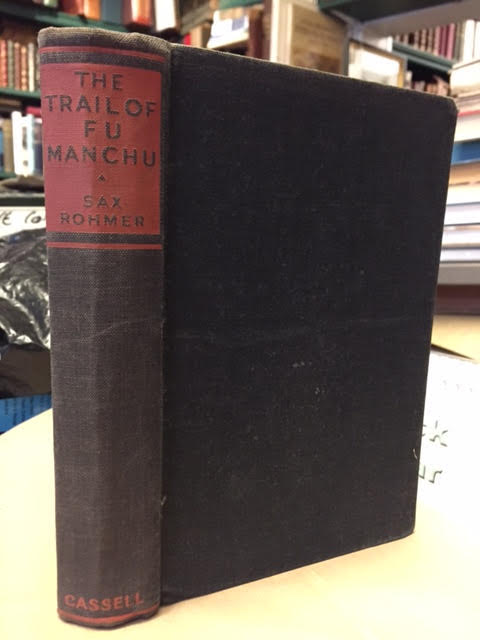 THE
TRAIL OF
FU
MANCHU
SAX
ROHMER
CASSELL